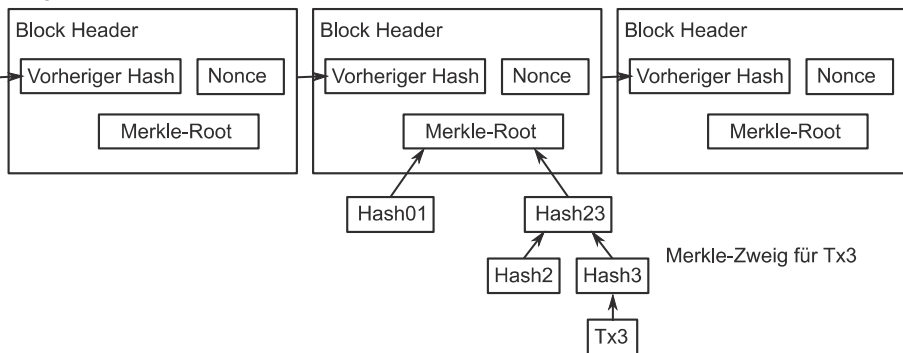 Block Header
Block Header
Block Header
Vorheriger Hash
Nonce
Vorheriger Hash
Nonce
Vorheriger Hash
Nonce
Merkle-Root
Merkle-Root
Merkle-Root
Hash01
Hash23
Hash2
Hash3
Merkle-Zweig für Tx3
Tx3